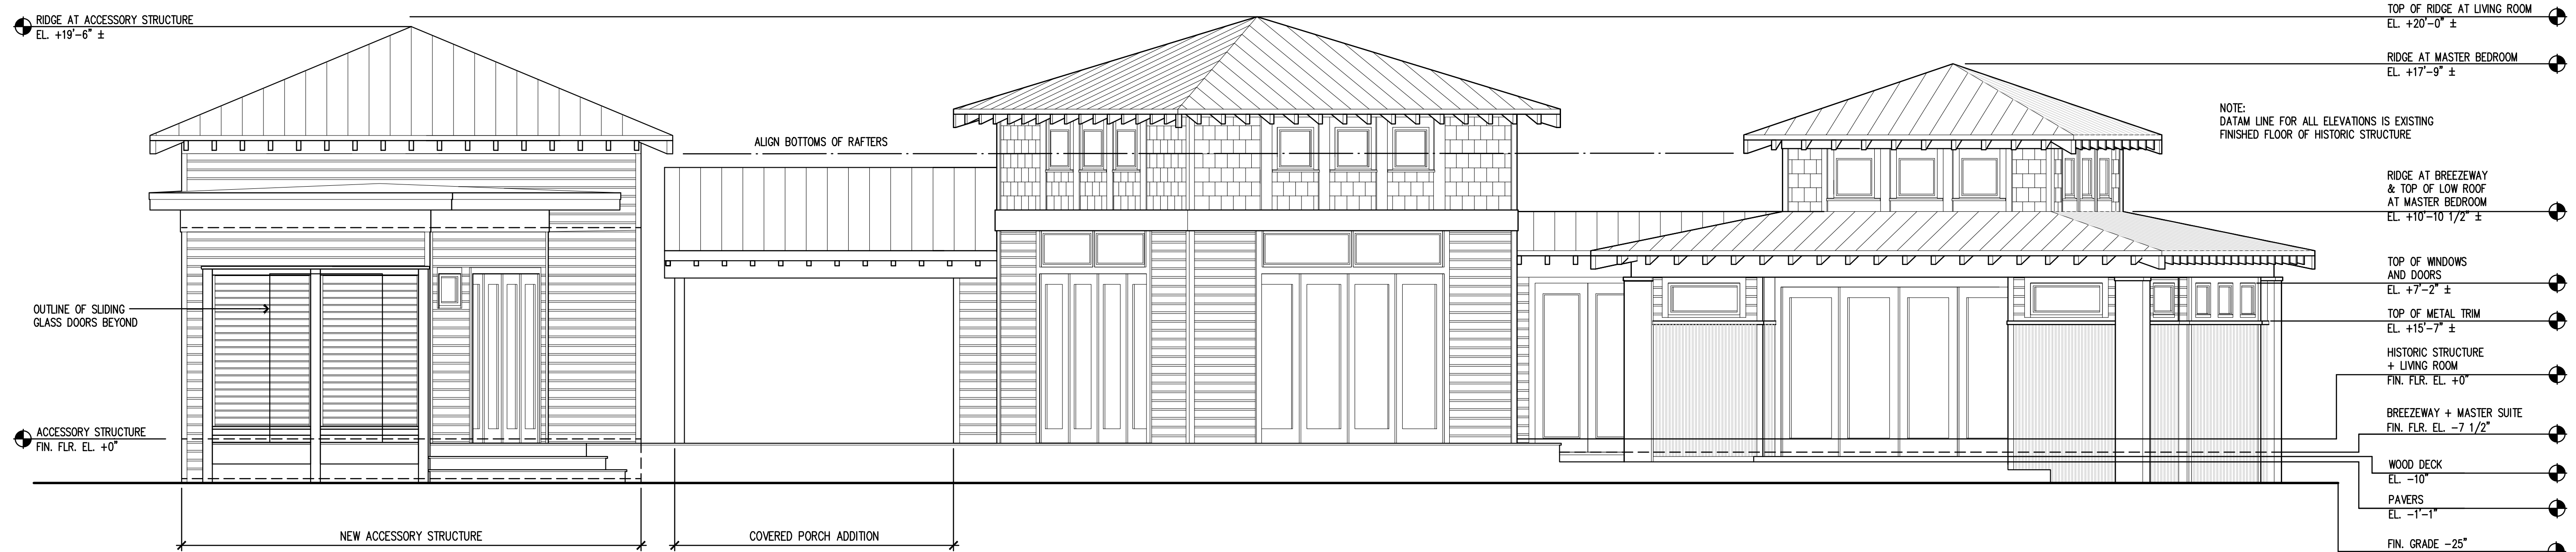 RIDGE AT ACCESSORY STRUCTURE
EL. +19'-6" ±
ALIGN BOTTOMS OF RAFTERS
OUTLINE OF SLIDING
GLASS DOORS BEYOND
ACCESSORY STRUCTURE
FIN. FLR. EL. +0"
NEW ACCESSORY STRUCTURE
COVERED PORCH ADDITION
TOP OF RIDGE AT LIVING ROOM
EL. +20'-0" ±
RIDGE AT MASTER BEDROOM
EL. +17'-9" ±
NOTE:
DATAM LINE FOR ALL ELEVATIONS IS EXISTING
FINISHED FLOOR OF HISTORIC STRUCTURE
RIDGE AT BREEZEWAY
& TOP OF LOW ROOF
AT MASTER BEDROOM
EL. +10'-10 1/2" ±
TOP OF WINDOWS
AND DOORS
EL. +7'-2" ±
TOP OF METAL TRIM
EL. +15'-7" ±
HISTORIC STRUCTURE
+ LIVING ROOM
FIN. FLR. EL. +0"
BREEZEWAY + MASTER SUITE
FIN. FLR. EL. -7 1/2"
WOOD DECK
EL. -10"
PAVERS
EL. -1'-1"
FIN. GRADE -25"